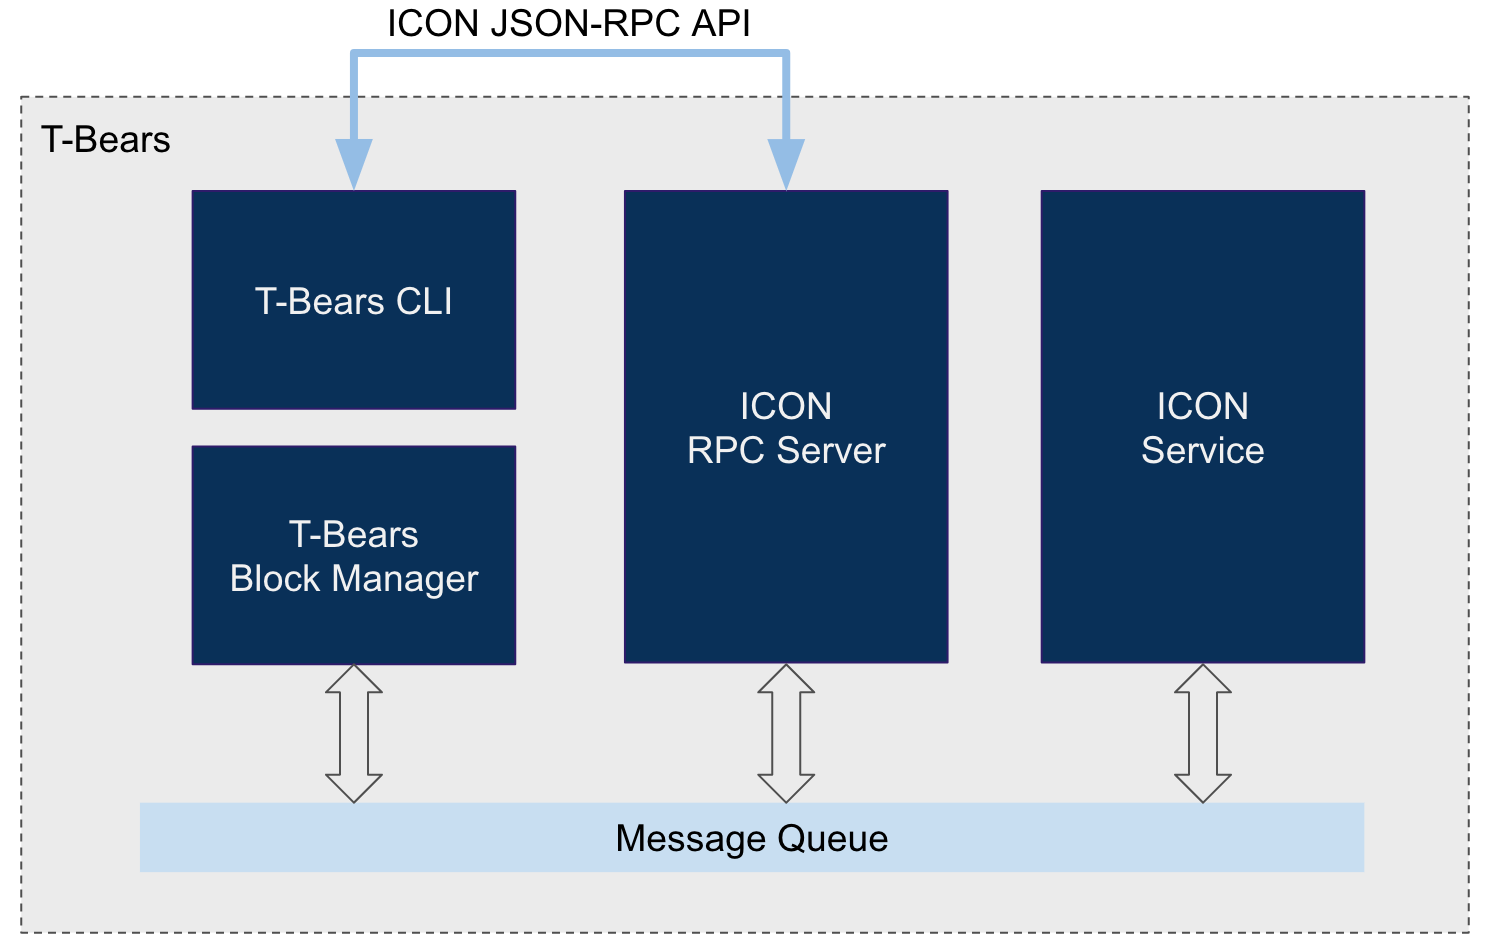 ICON JSON-RPC API
T-Bears
T-Bears CLI
ICON
RPC Server
ICON
Service
T-Bears
Block Manager
Message Queue